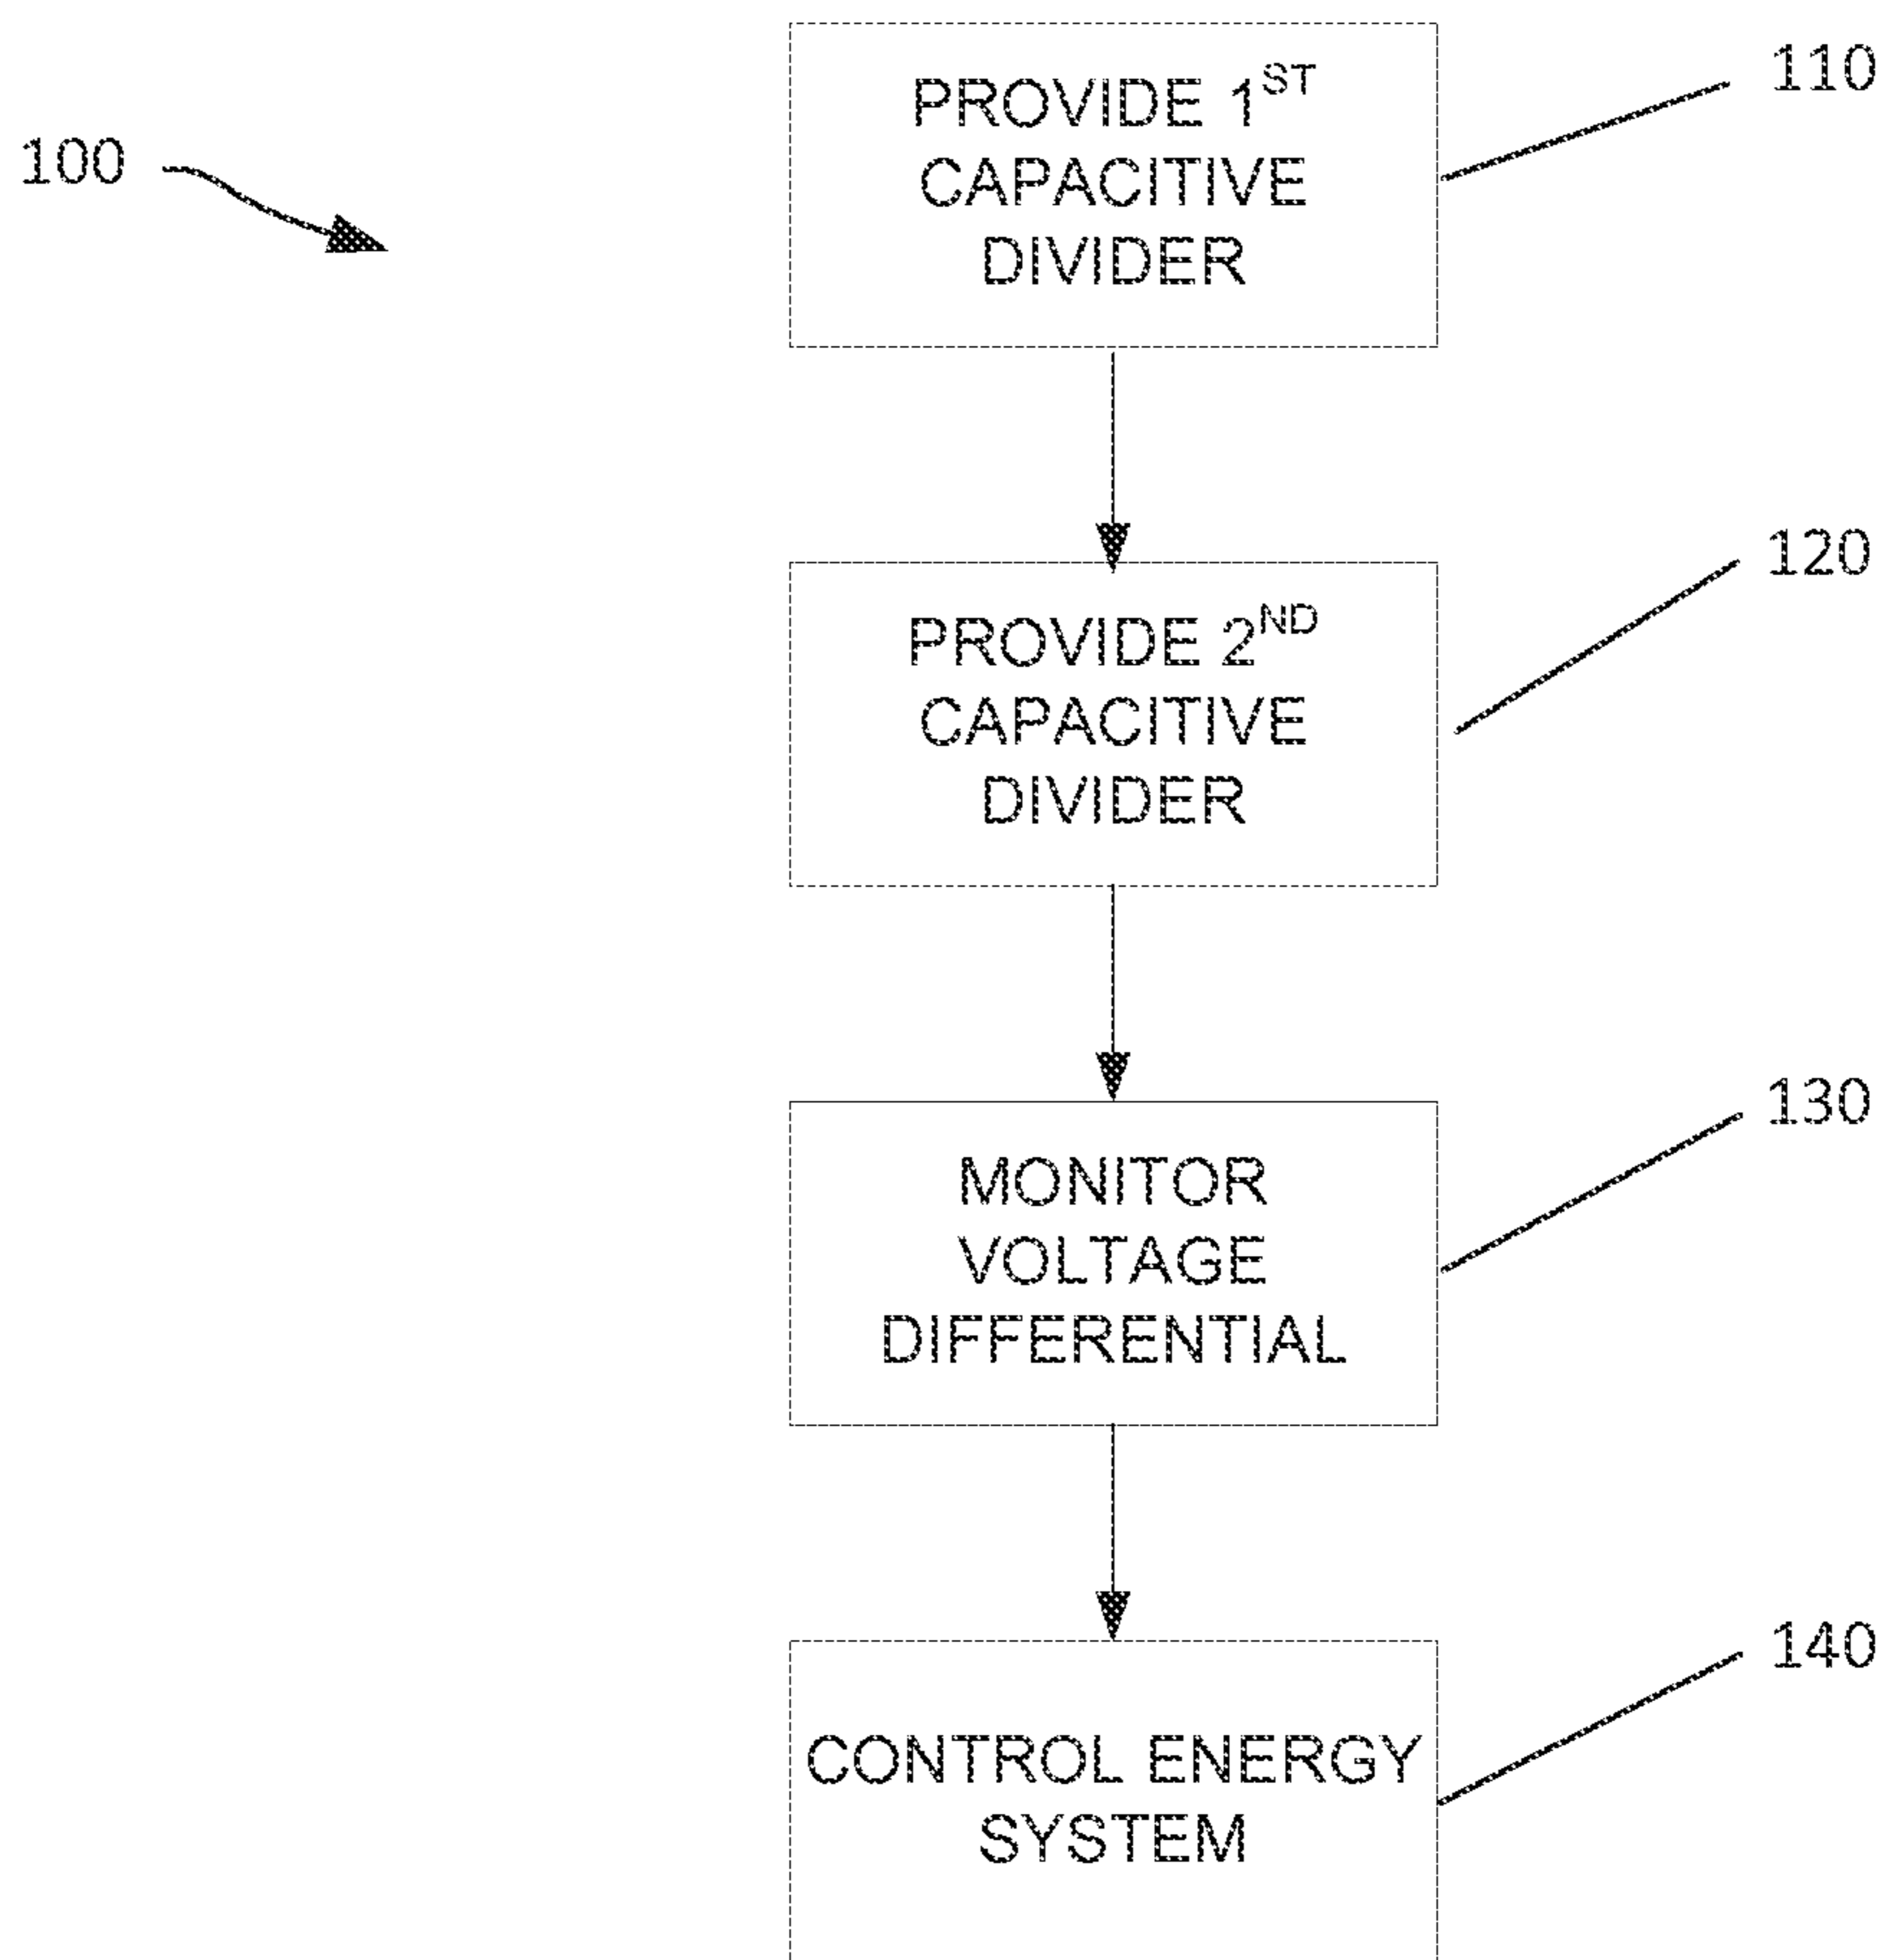 100
110
PROVIDE 1ST
CAPACITIVE
DIVIDER
120
PROVIDE 2ND
CAPACITIVE
DIVIDER
130
MONITOR
VOLTAGE
DIFFERENTIAL
140
CONTROL ENERGY
SYSTEM